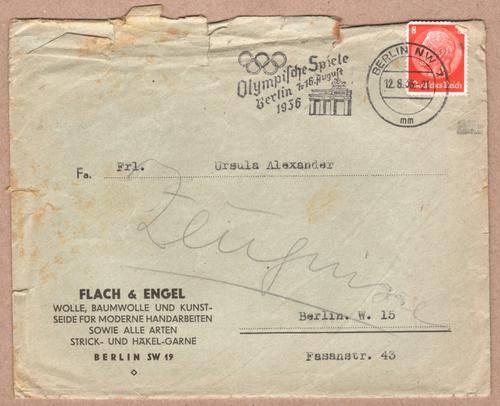 Olympische Spiele
Berlin 1.-16. August
1936
BERLIN NW 7
12.8.3
mm
8
Deutsches Reich
Fa. Frl. Ursula Alexander
Zeugnisse
FLACH & ENGEL
WOLLE, BAUMWOLLE UND KUNST-
SEIDE FÜR MODERNE HANDARBEITEN
SOWIE ALLE ARTEN
STRICK- UND HÄKEL-GARNE
BERLIN SW 19
Berlin. W. 15
Fasanstr. 43